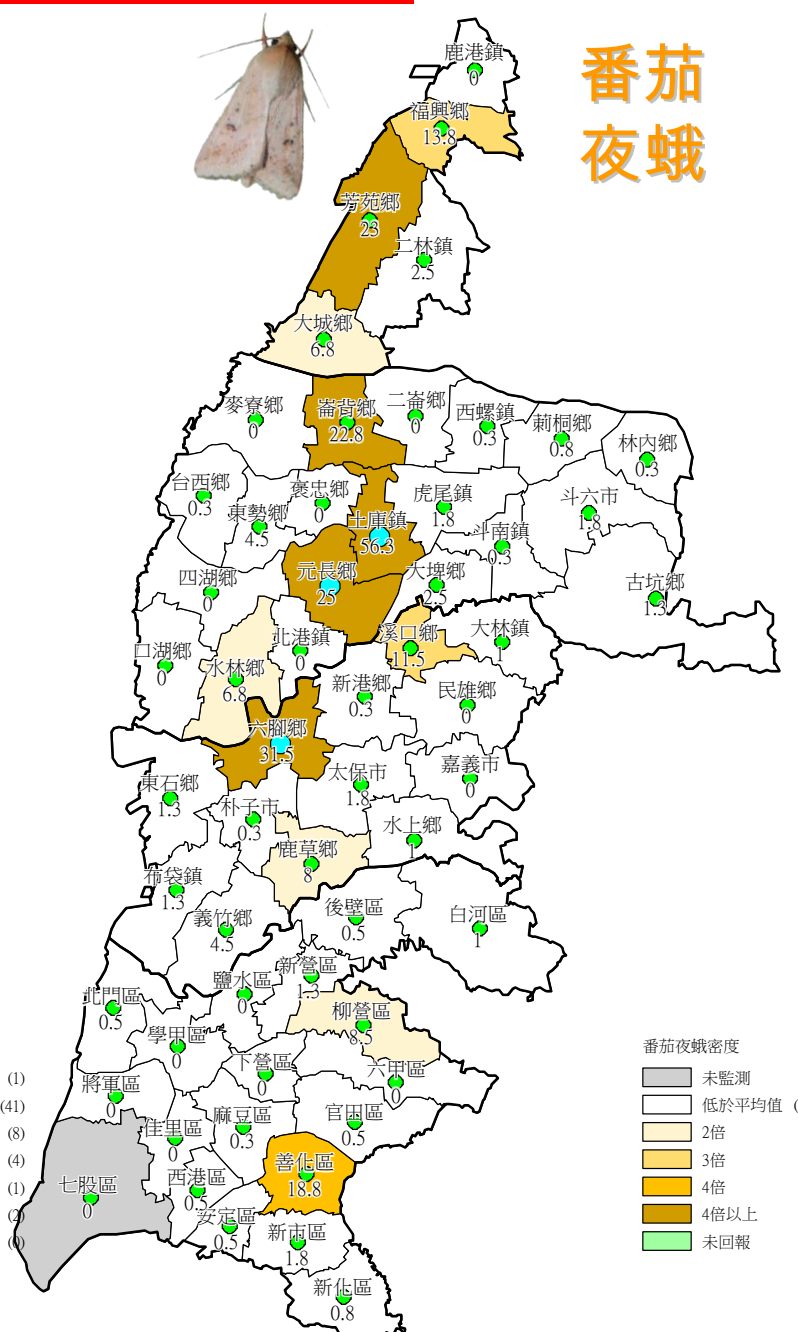 番茄
夜蛾
鹿港鎮
0
福興鄉
13.8
芳苑鄉
23
二林鎮
2.5
大城鄉
6.8
麥寮鄉
0
崙背鄉
22.8
二崙鄉
0
西螺鎮
0.3
莿桐鄉
0.8
林內鄉
0.3
台西鄉
0.3
東勢鄉
4.5
褒忠鄉
0
土庫鎮
56.3
虎尾鎮
1.8
斗南鎮
0.3
斗六市
1.8
四湖鄉
0
元長鄉
25
大埤鄉
2.5
古坑鄉
1.3
口湖鄉
0
水林鄉
6.8
北港鎮
0
溪口鄉
11.5
大林鎮
1
新港鄉
0.3
民雄鄉
0
六腳鄉
31.5
東石鄉
1.3
朴子市
0.3
太保市
1.8
嘉義市
0
水上鄉
1
鹿草鄉
8
布袋鎮
1.3
義竹鄉
4.5
後壁區
0.5
白河區
1
北門區
0.5
鹽水區
0
新營區
1.3
柳營區
8.5
學甲區
0
下營區
0
六甲區
0
將軍區
0
佳里區
0
麻豆區
0.3
官田區
0.5
七股區
0
西港區
0.5
善化區
18.8
安定區
0.5
新市區
1.8
新化區
0.8
番茄夜蛾密度
(1)
未監測
(41)
低於平均值 (
(8)
2倍
(4)
3倍
(1)
4倍
(2)
4倍以上
(0)
未回報